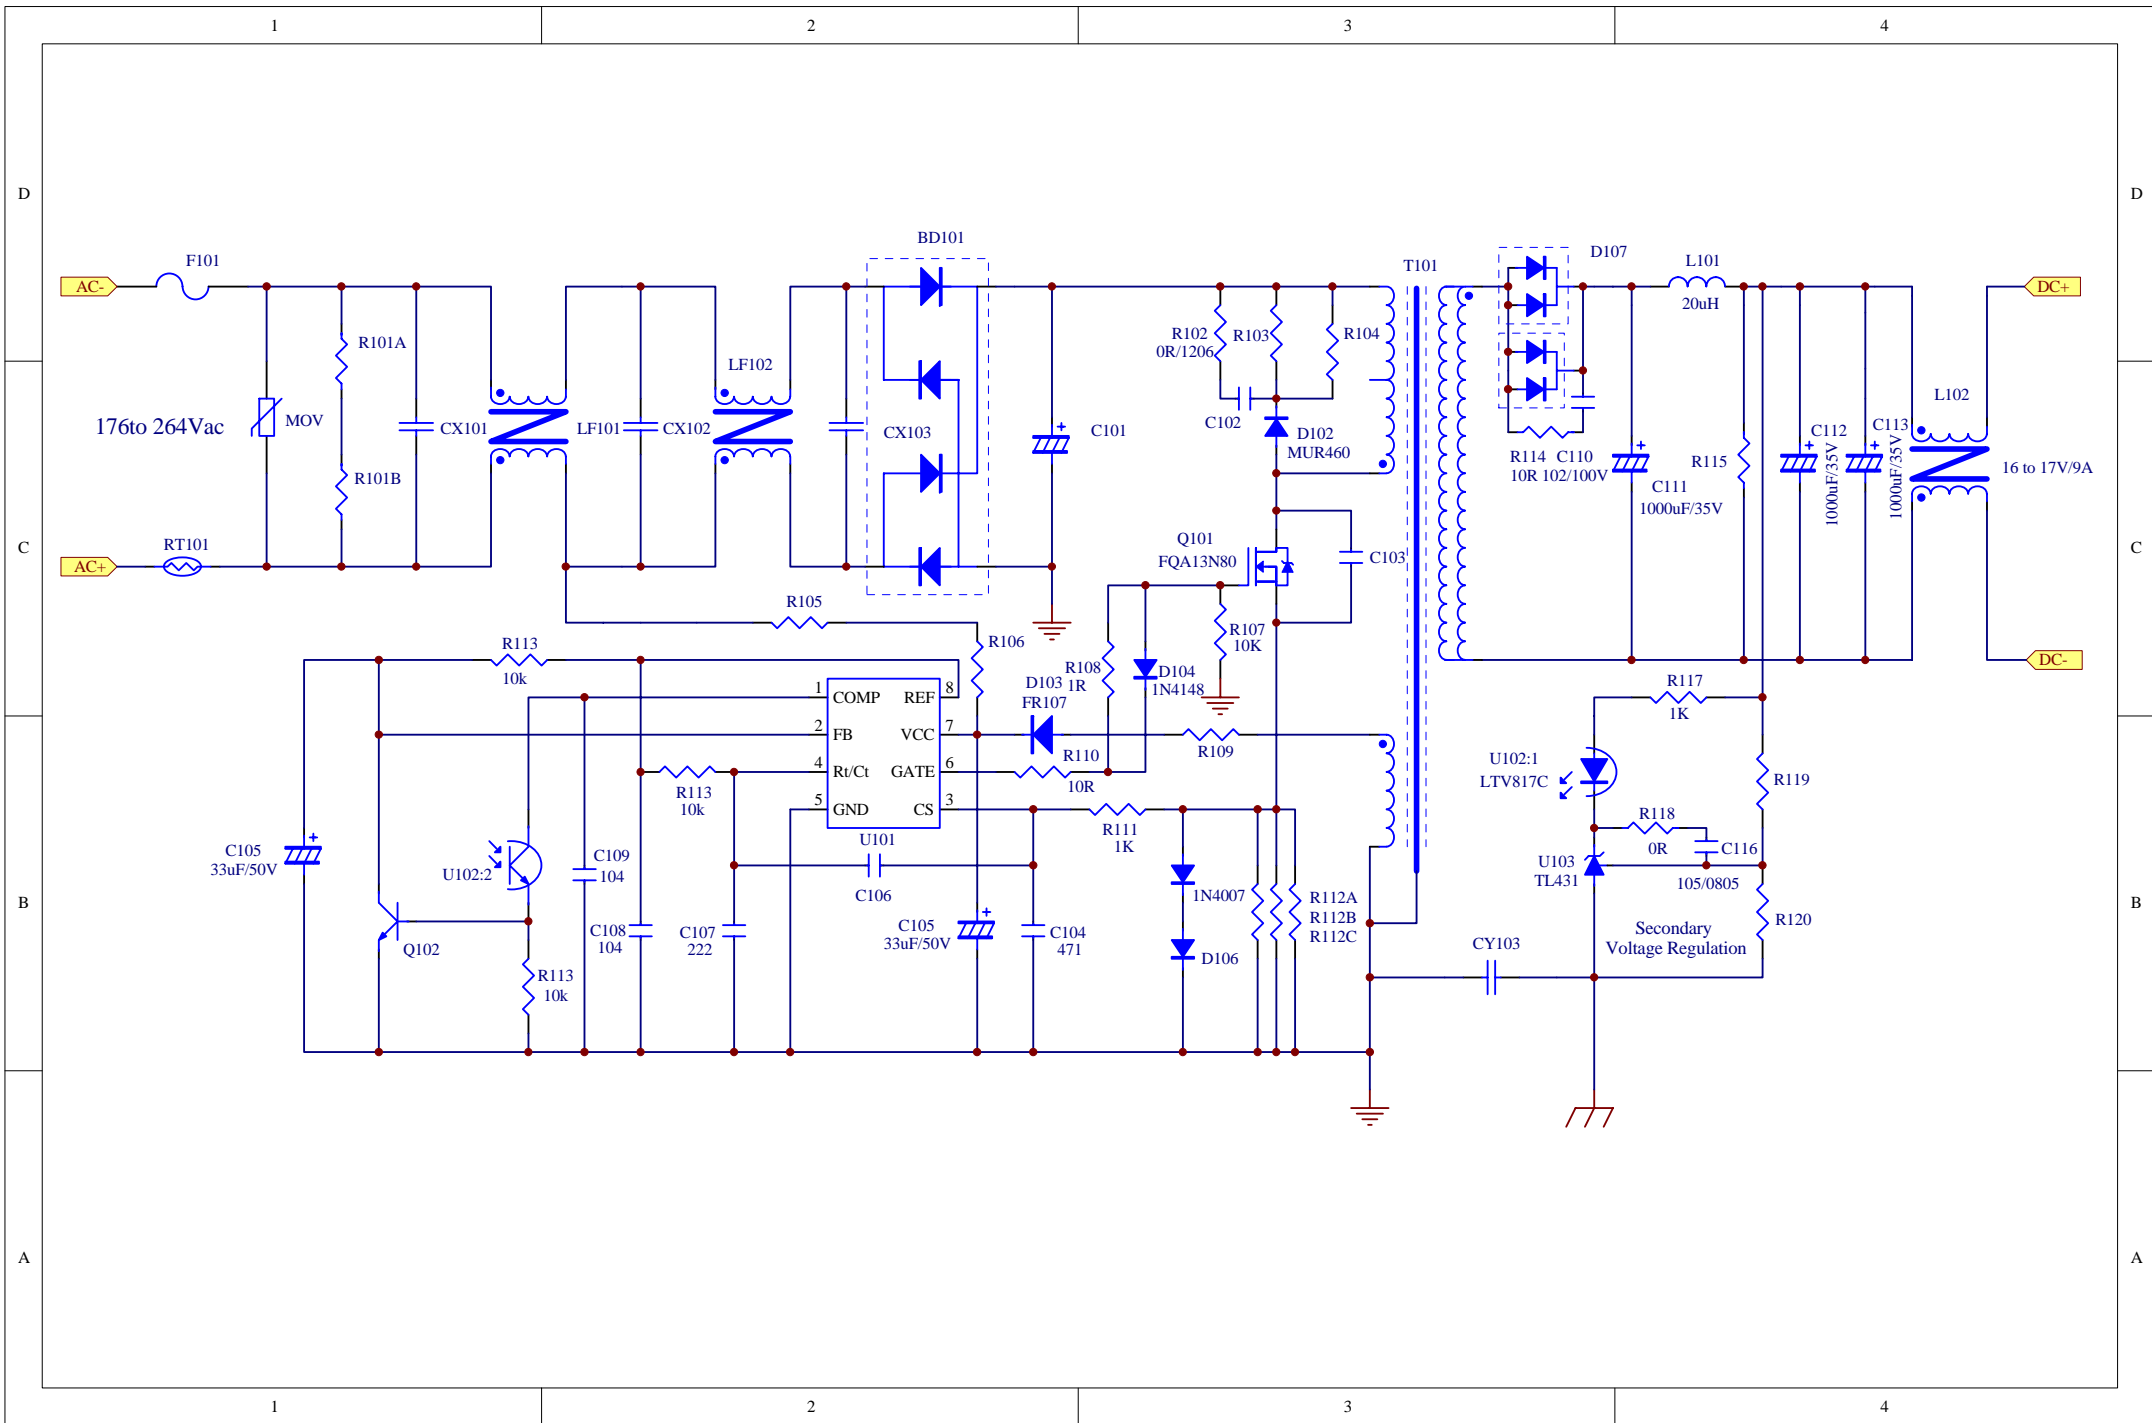 1 2 3 4
D D
BD101
F101
D107
L101
T101
AC-
DC+
20uH
R101A
R102
0R/1206
R103
R104
LF102
L102
176to 264Vac
MOV
CX101
LF101
CX102
CX103
C101
C102
D102
MUR460
R114
10R
C110
102/100V
R115
C112
1000uF/35V
C113
1000uF/35V
16 to 17V/9A
R101B
C111
1000uF/35V
C C
RT101
AC+
Q101
FQA13N80
C103
R105
R113
10k
R106
R107
10K
R108
1R
D104
1N4148
DC-
D103
FR107
R117
1K
1 COMP REF 8
2 FB VCC 7
4 Rt/Ct GATE 6
5 GND CS 3
U101
R110
10R
R109
U102:1
LTV817C
R119
R113
10k
R111
1K
R118
0R
C116
105/0805
U103
TL431
C105
33uF/50V
U102:2
C109
104
C106
1N4007
R112A
R112B
R112C
B B
Q102
C108
104
C107
222
C105
33uF/50V
C104
471
D106
CY103
Secondary
Voltage Regulation
R120
R113
10k
A A
1 2 3 4